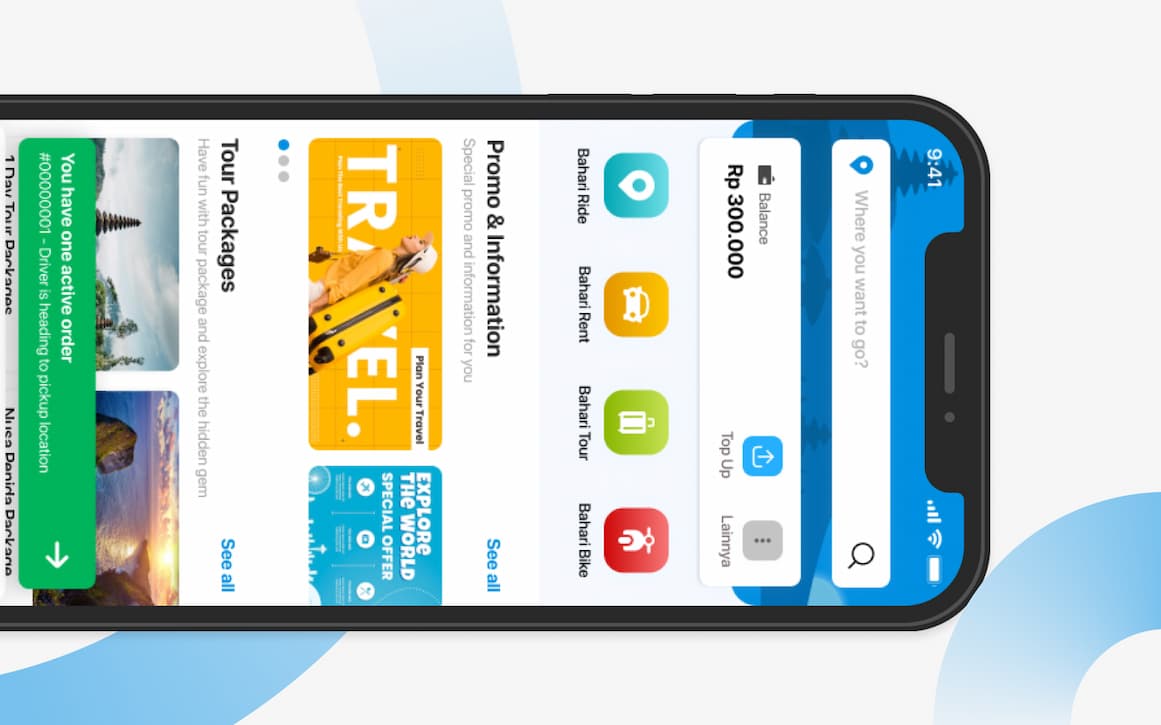 9:41
Where you want to go?
Balance
Rp 300.000
Top Up
Lainnya
Bahari Ride
Bahari Rent
Bahari Tour
Bahari Bike
Promo & Information
See all
Special promo and information for you
Plan Your Travel
TRAVEL.
EXPLORE
THE WORLD
SPECIAL OFFER
Tour Packages
See all
Have fun with tour package and explore the hidden gem
You have one active order
#00000001 - Driver is heading to pickup location
1 Day Tour Packages
Nusa Penida Package